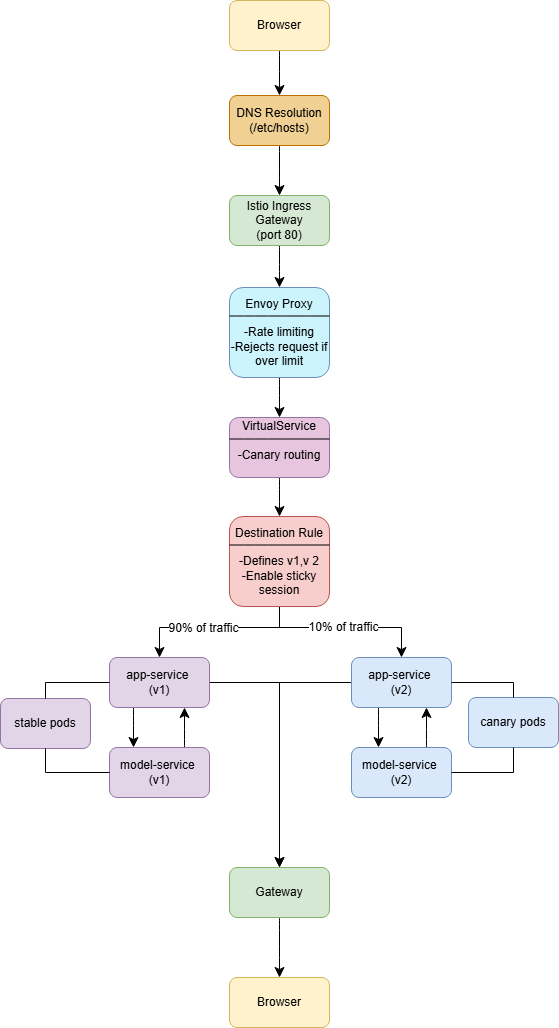 Browser
DNS Resolution
(/etc/hosts)
Istio Ingress
Gateway
(port 80)
Envoy Proxy
-Rate limiting
-Rejects request if
over limit
VirtualService
-Canary routing
Destination Rule
-Defines v1,v 2
-Enable sticky
session
90% of traffic
10% of traffic
app-service
(v1)
app-service
(v2)
stable pods
canary pods
model-service
(v1)
model-service
(v2)
Gateway
Browser